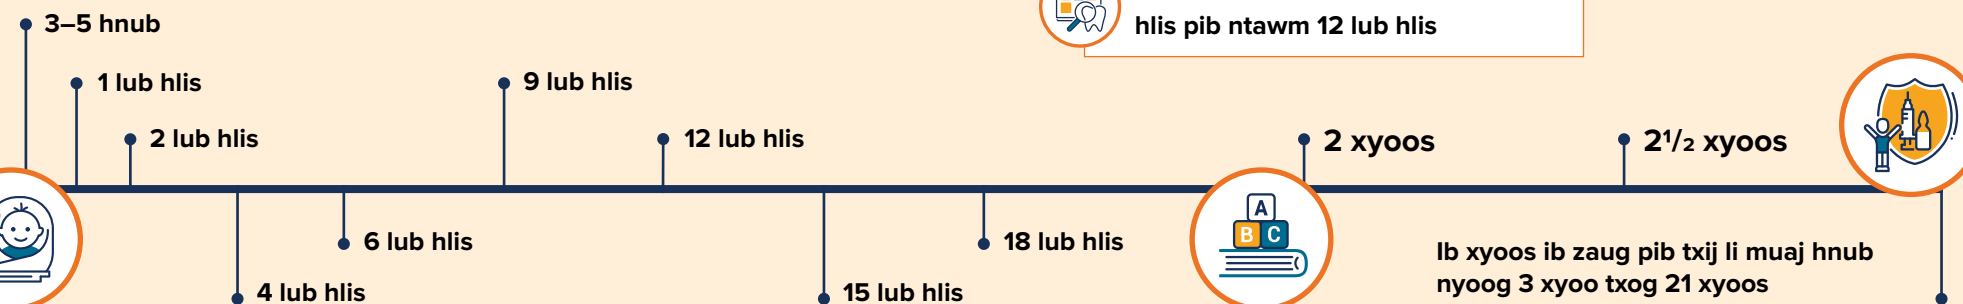 3–5 hnub
hlis pib ntawm 12 lub hlis
1 lub hlis
9 lub hlis
2 lub hlis
12 lub hlis
2 xyoos
2½ xyoos
A
B C
6 lub hlis
18 lub hlis
4 lub hlis
15 lub hlis
Ib xyoos ib zaug pib txij li muaj hnub
nyoog 3 xyoo txog 21 xyoos